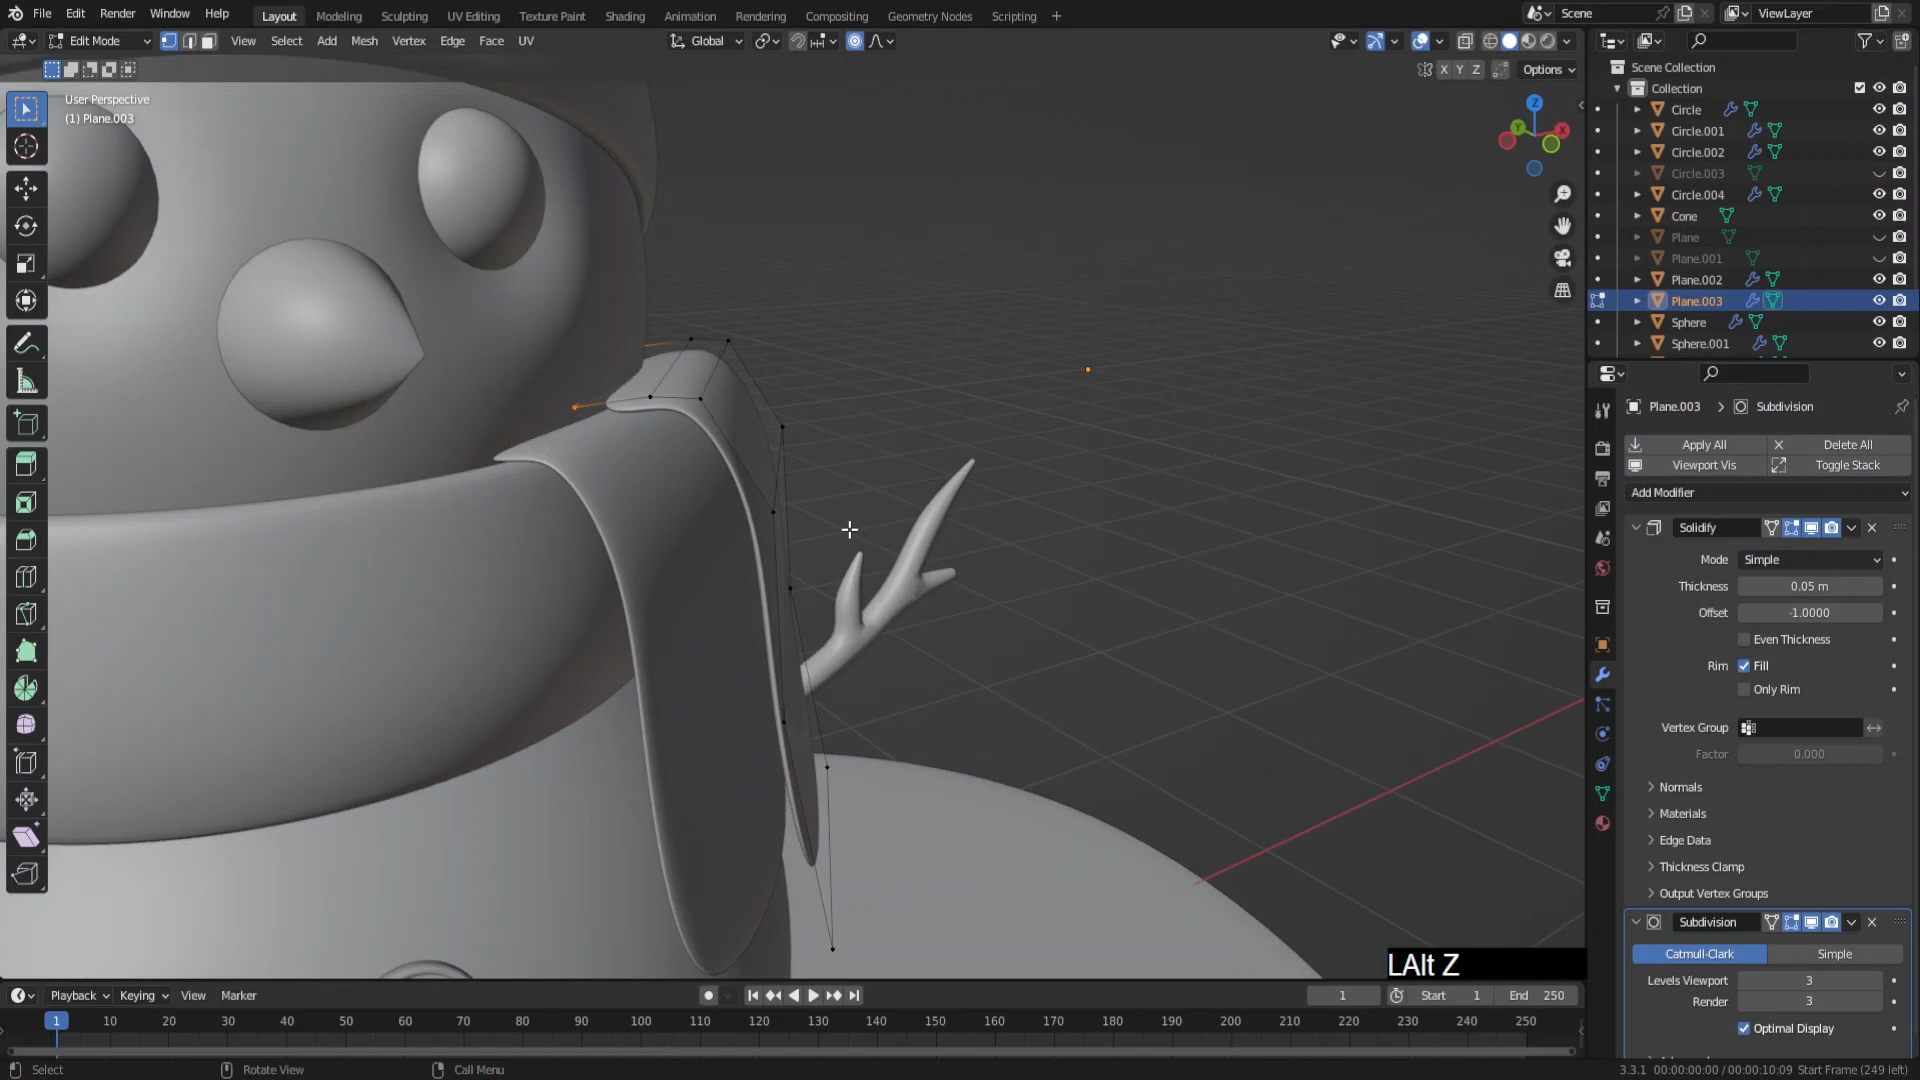 File Edit Render Window Help Layout Modeling Sculpting UV Editing Texture Paint Shading Animation Rendering Compositing Geometry Nodes Scripting + Scene ViewLayer
Edit Mode View Select Add Mesh Vertex Edge Face UV Global
X Y Z Options
User Perspective
(1) Plane.003
Scene Collection
Collection
Circle
Circle.001
Circle.002
Circle.003
Circle.004
Cone
Plane
Plane.001
Plane.002
Plane.003
Sphere
Sphere.001
Z
X
Y
Plane.003 > Subdivision
Apply All Delete All
Viewport Vis Toggle Stack
Add Modifier
Solidify
Mode Simple
Thickness 0.05 m
Offset -1.0000
Even Thickness
Rim Fill
Only Rim
Vertex Group
Factor 0.000
Normals
Materials
Edge Data
Thickness Clamp
Output Vertex Groups
Subdivision
Catmull-Clark Simple
Levels Viewport 3
Render 3
Optimal Display
LAlt Z
Playback Keying View Marker 1 Start 1 End 250
1 10 20 30 40 50 60 70 80 90 100 110 120 130 140 150 160 170 180 190 200 210 220 230 240 250
Select Rotate View Call Menu 3.3.1 00:00:00:00 / 00:00:10:09 Start Frame (249 left)